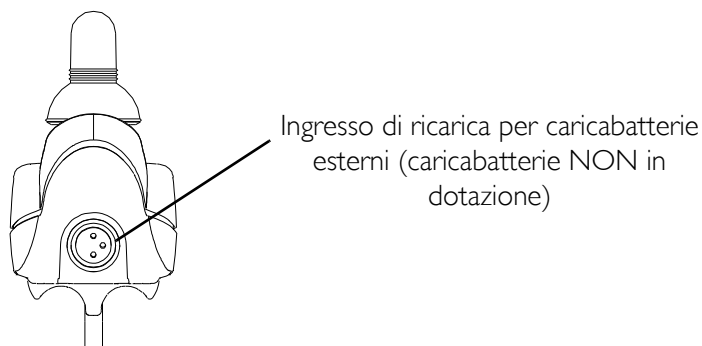 Ingresso di ricarica per caricabatterie
esterni (caricabatterie NON in
dotazione)